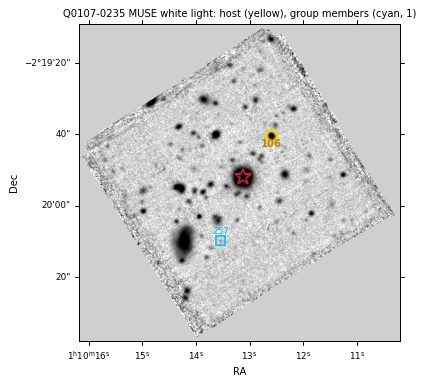 Q0107-0235 MUSE white light: host (yellow), group members (cyan, 1)
−2°19'20"
40"
106
Dec
20'00"
257
20"
1ʰ10ᵐ16ˢ 15ˢ 14ˢ 13ˢ 12ˢ 11ˢ
RA